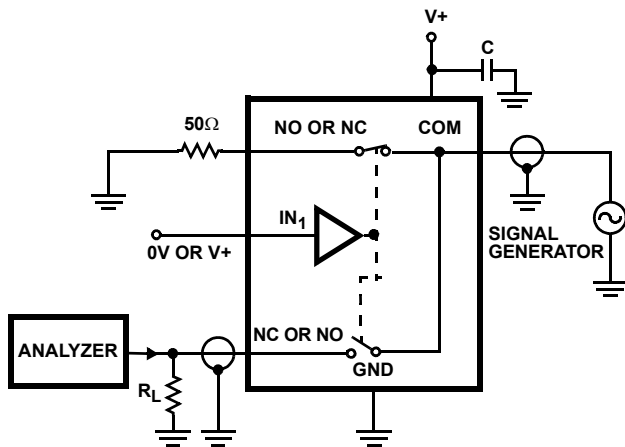 V+
C
50Ω
NO OR NC
COM
IN1
0V OR V+
SIGNAL
GENERATOR
NC OR NO
ANALYZER
GND
RL